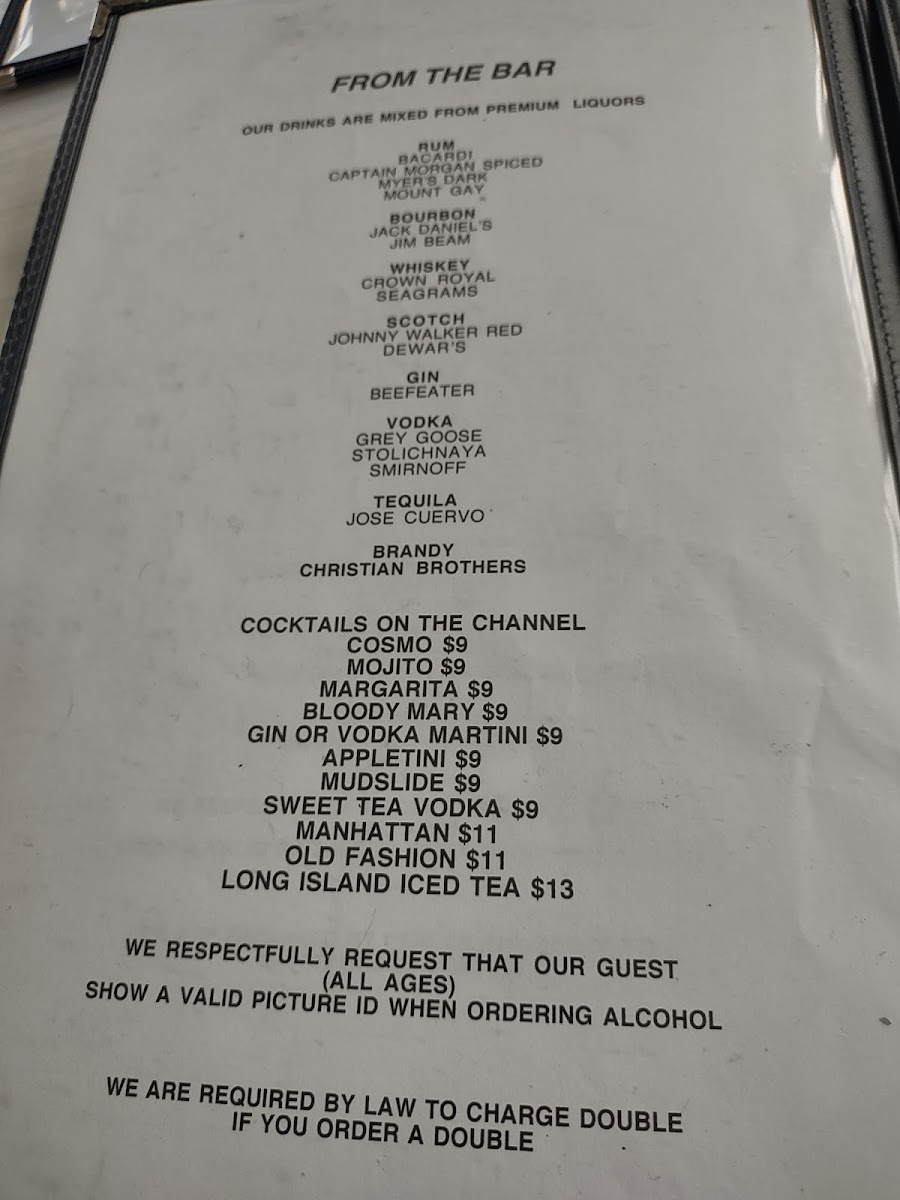 FROM THE BAR
OUR DRINKS ARE MIXED FROM PREMIUM LIQUORS
RUM
BACARDI
CAPTAIN MORGAN SPICED
MYER'S DARK
MOUNT GAY
BOURBON
JACK DANIEL'S
JIM BEAM
WHISKEY
CROWN ROYAL
SEAGRAMS
SCOTCH
JOHNNY WALKER RED
DEWAR'S
GIN
BEEFEATER
VODKA
GREY GOOSE
STOLICHNAYA
SMIRNOFF
TEQUILA
JOSE CUERVO
BRANDY
CHRISTIAN BROTHERS
COCKTAILS ON THE CHANNEL
COSMO $9
MOJITO $9
MARGARITA $9
BLOODY MARY $9
GIN OR VODKA MARTINI $9
APPLETINI $9
MUDSLIDE $9
SWEET TEA VODKA $9
MANHATTAN $11
OLD FASHION $11
LONG ISLAND ICED TEA $13
WE RESPECTFULLY REQUEST THAT OUR GUEST
(ALL AGES)
SHOW A VALID PICTURE ID WHEN ORDERING ALCOHOL
WE ARE REQUIRED BY LAW TO CHARGE DOUBLE
IF YOU ORDER A DOUBLE